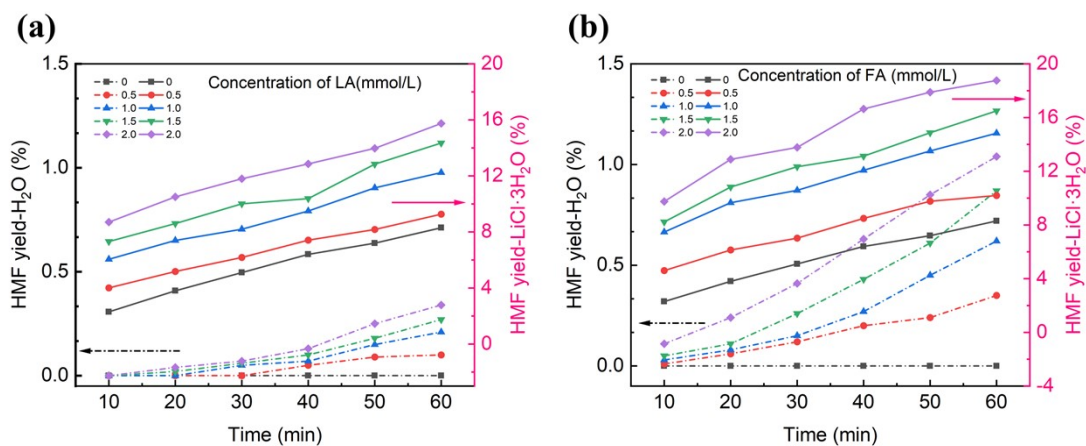 (a)
Concentration of LA(mmol/L)
0 0
0.5 0.5
1.0 1.0
1.5 1.5
2.0 2.0
1.5
1.0
0.5
0.0
HMF yield-H₂O (%)
20
16
12
8
4
0
HMF yield-LiCl·3H₂O (%)
10 20 30 40 50 60
Time (min)
(b)
Concentration of FA (mmol/L)
0 0
0.5 0.5
1.0 1.0
1.5 1.5
2.0 2.0
1.5
1.0
0.5
0.0
HMF yield-H₂O (%)
20
18
13
8
4
0
-4
HMF yield-LiCl·3H₂O (%)
10 20 30 40 50 60
Time (min)